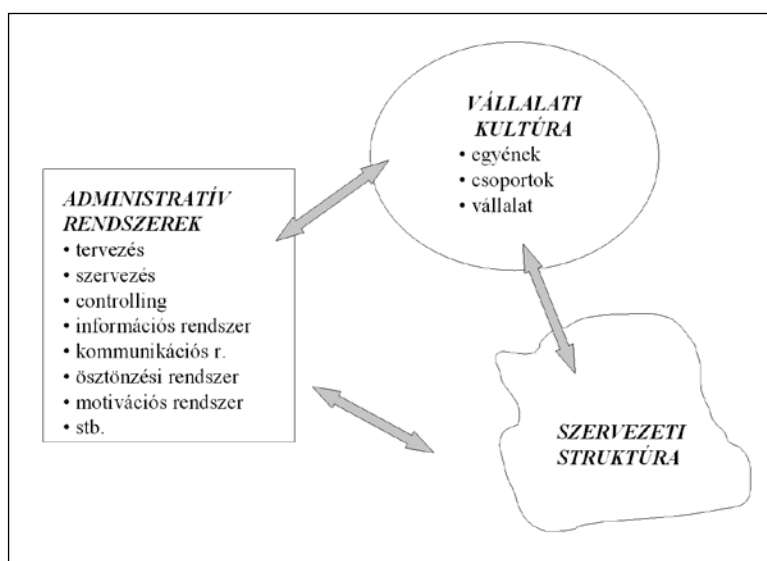 VÁLLALATI
KULTÚRA
• egyének
• csoportok
• vállalat
ADMINISTRATÍV
RENDSZEREK
• tervezés
• szervezés
• controlling
• információs rendszer
• kommunikációs r.
• ösztönzési rendszer
• motivációs rendszer
• stb.
SZERVEZETI
STRUKTÚRA